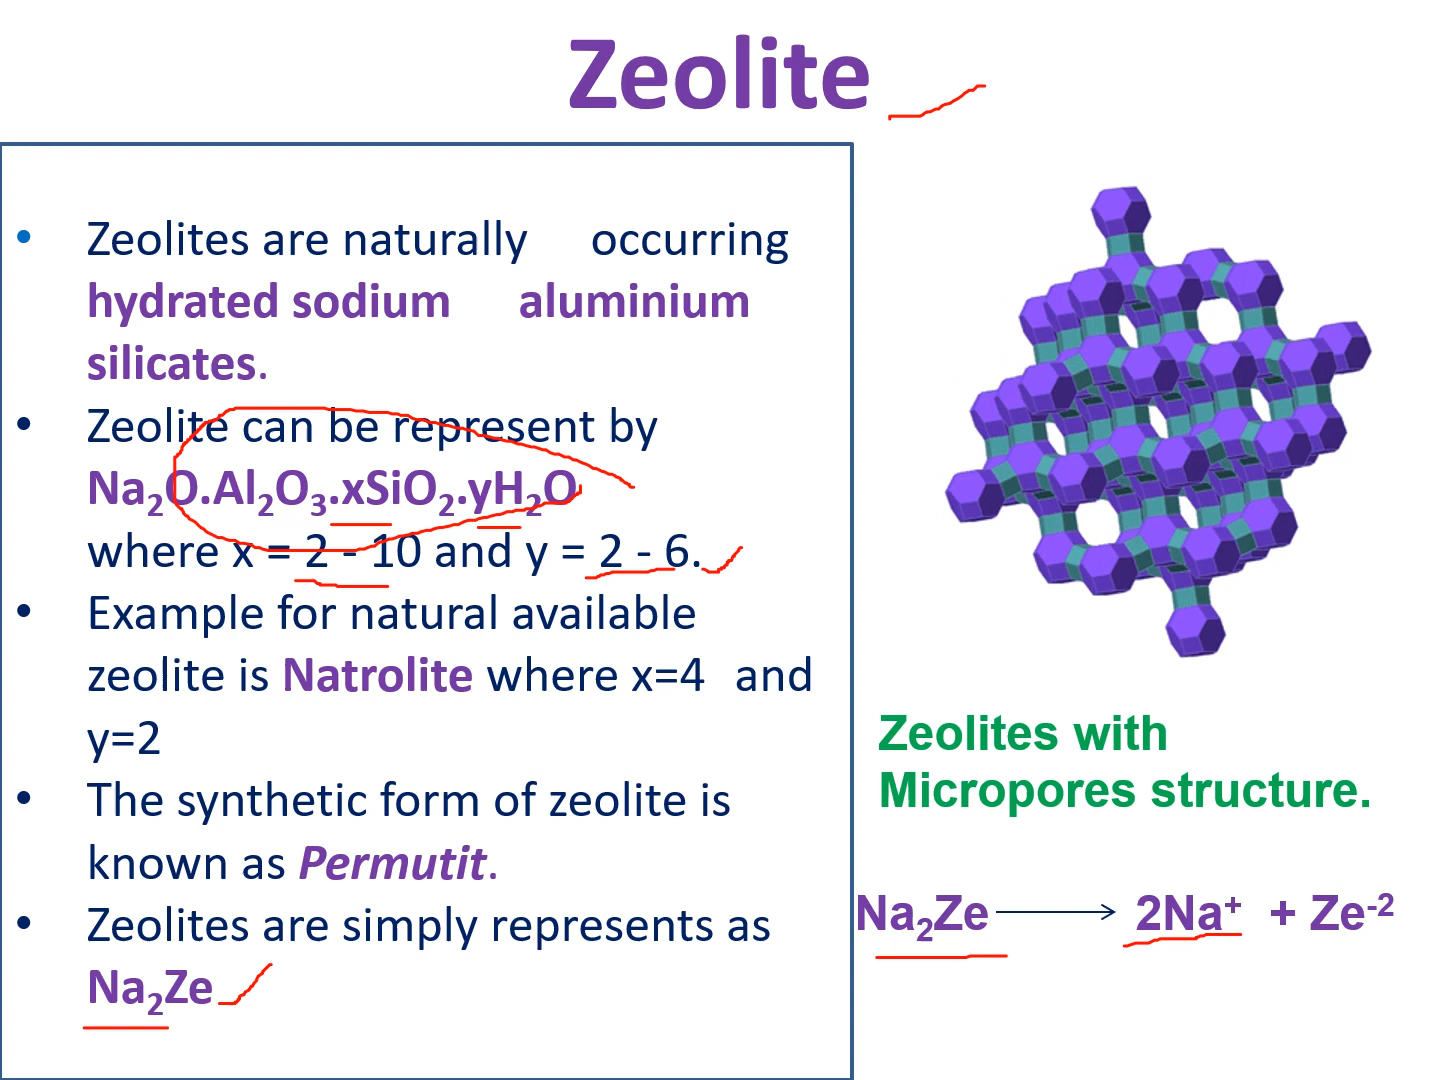 Zeolite
• Zeolites are naturally occurring
hydrated sodium aluminium
silicates.
• Zeolite can be represent by
Na₂O.Al₂O₃.xSiO₂.yH₂O
where x = 2 - 10 and y = 2 - 6.
• Example for natural available
zeolite is Natrolite where x=4 and
y=2
• The synthetic form of zeolite is
known as Permutit.
• Zeolites are simply represents as
Na₂Ze
Zeolites with
Micropores structure.
Na₂Ze ⟶ 2Na⁺ + Ze⁻²